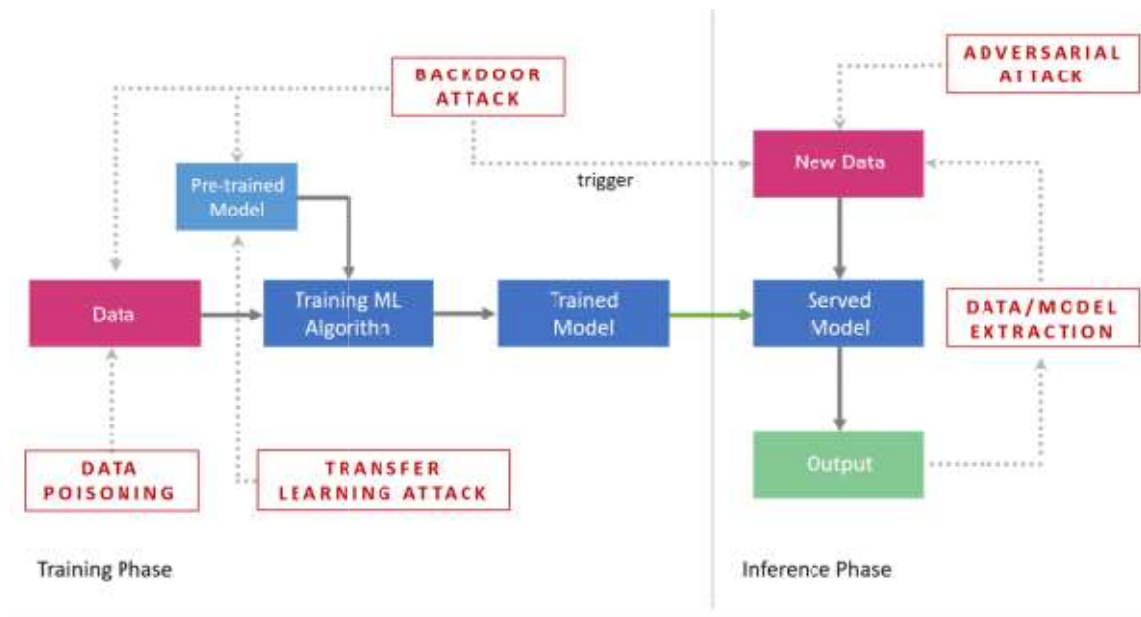 BACKDOOR
ATTACK
ADVERSARIAL
ATTACK
Pre-trained
Model
trigger
New Data
Data
Training ML
Algorithm
Trained
Model
Served
Model
DATA/MODEL
EXTRACTION
DATA
POISONING
TRANSFER
LEARNING ATTACK
Output
Training Phase
Inference Phase